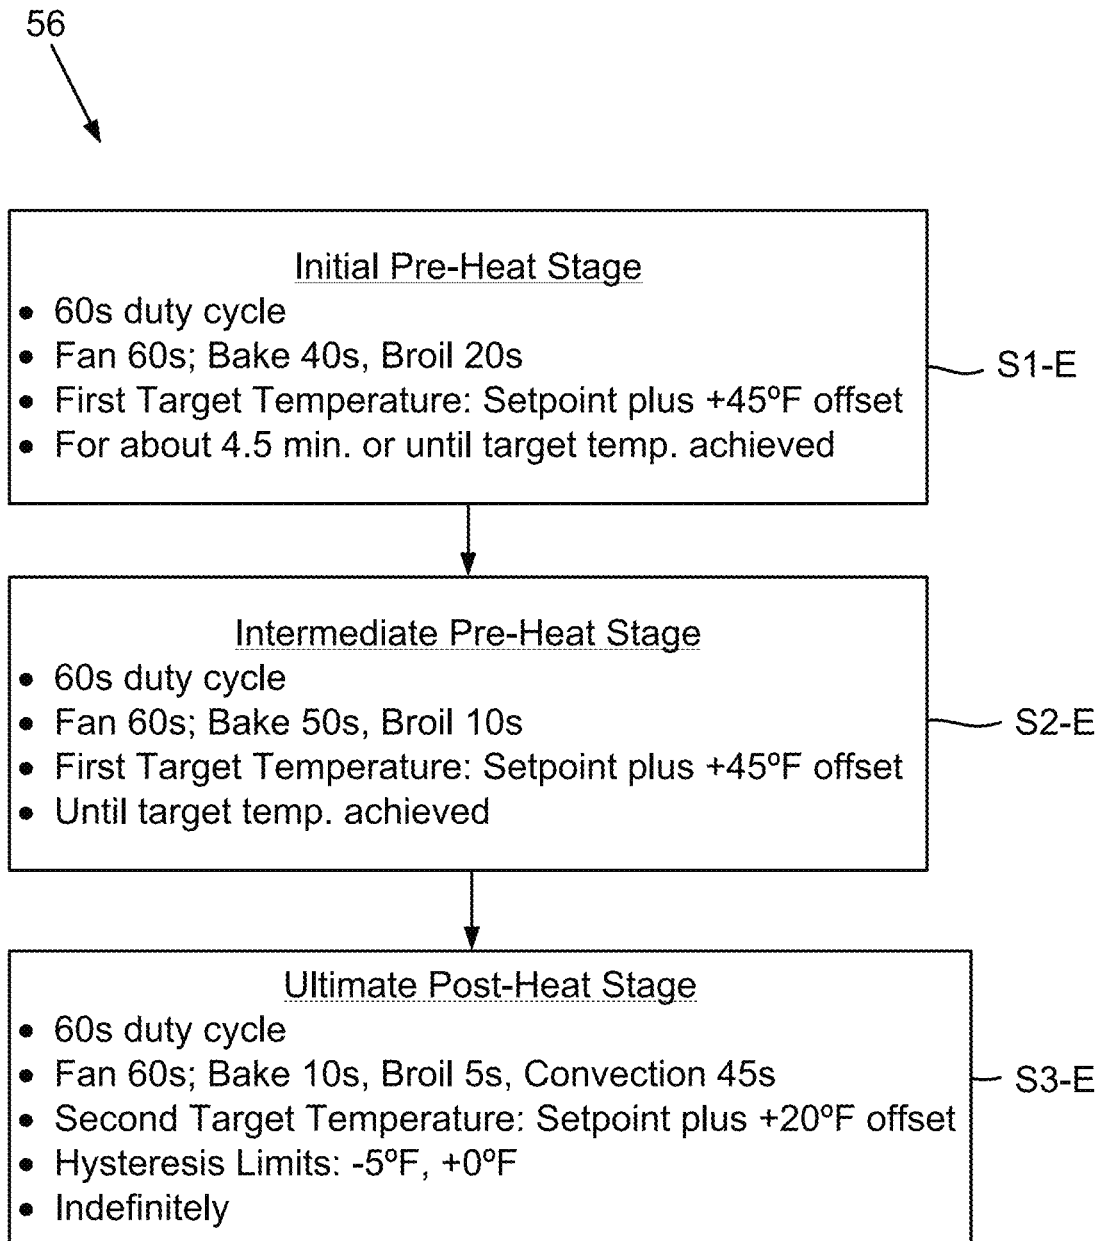 56
Initial Pre-Heat Stage
• 60s duty cycle
• Fan 60s; Bake 40s, Broil 20s
• First Target Temperature: Setpoint plus +45ºF offset
• For about 4.5 min. or until target temp. achieved
S1-E
Intermediate Pre-Heat Stage
• 60s duty cycle
• Fan 60s; Bake 50s, Broil 10s
• First Target Temperature: Setpoint plus +45ºF offset
• Until target temp. achieved
S2-E
Ultimate Post-Heat Stage
• 60s duty cycle
• Fan 60s; Bake 10s, Broil 5s, Convection 45s
• Second Target Temperature: Setpoint plus +20ºF offset
• Hysteresis Limits: -5ºF, +0ºF
• Indefinitely
S3-E